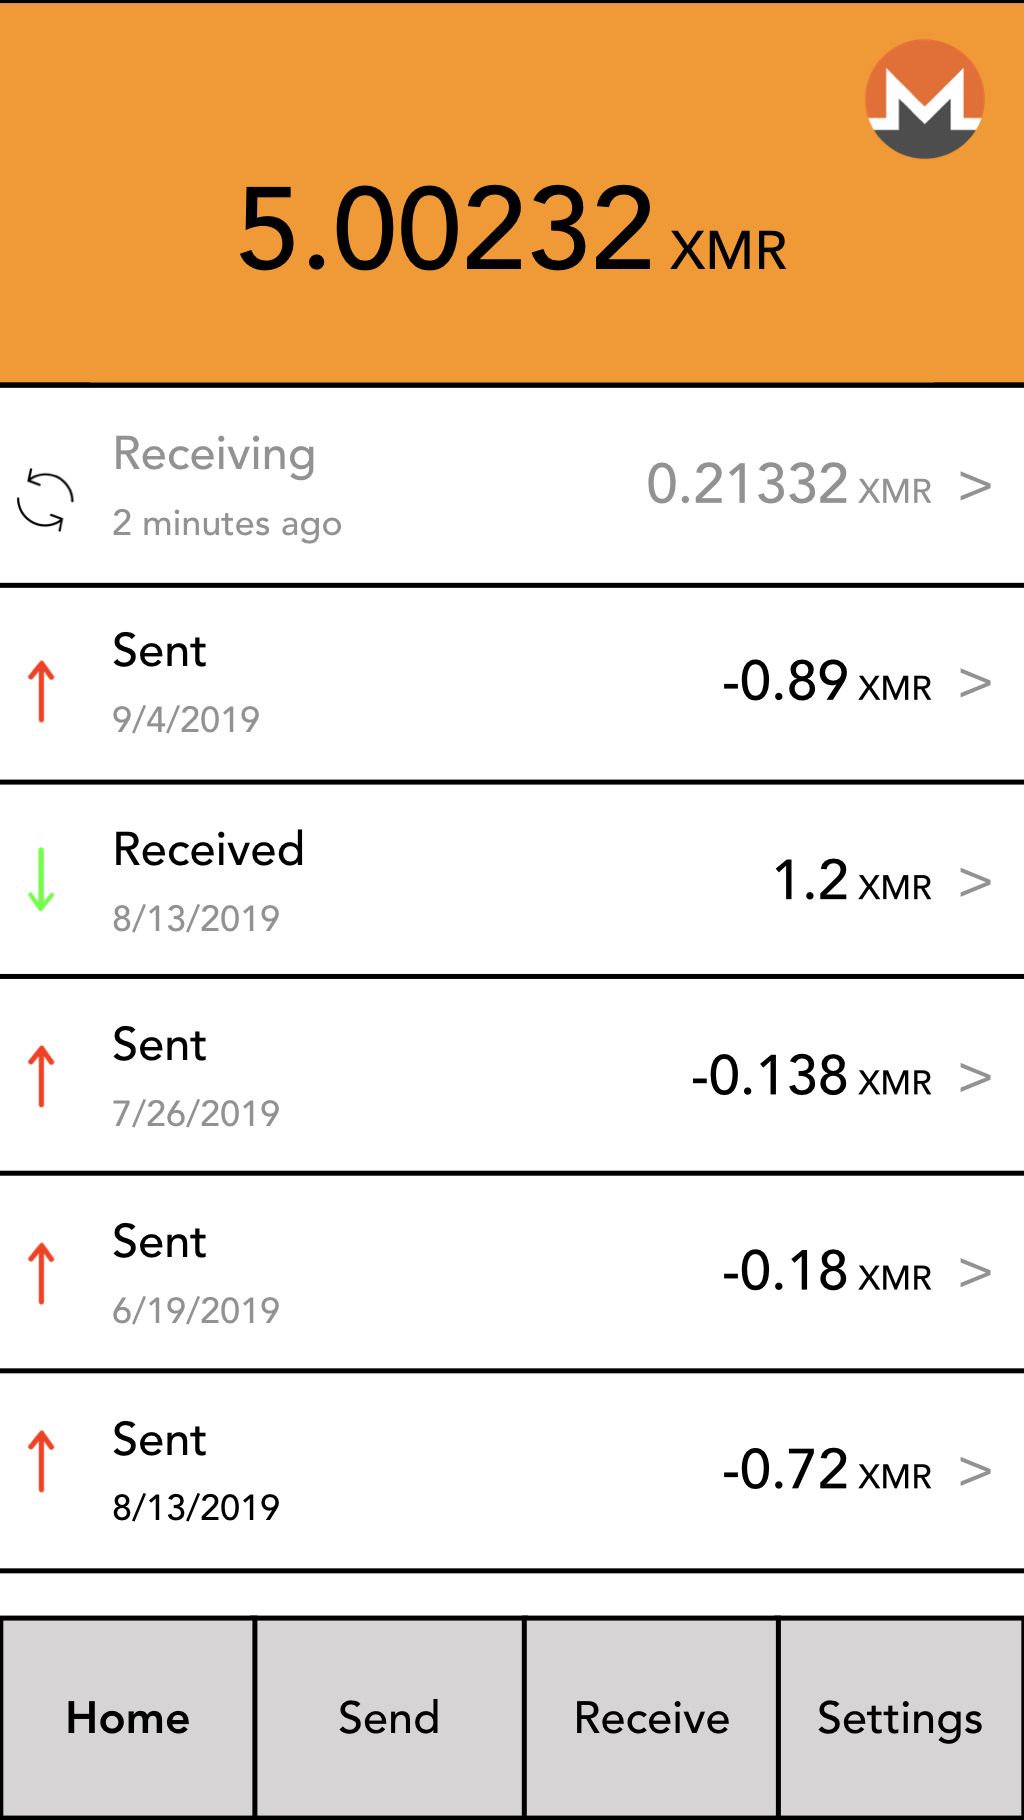 5.00232 XMR
Receiving
2 minutes ago
0.21332 XMR >
Sent
9/4/2019
-0.89 XMR >
Received
8/13/2019
1.2 XMR >
Sent
7/26/2019
-0.138 XMR >
Sent
6/19/2019
-0.18 XMR >
Sent
8/13/2019
-0.72 XMR >
Home Send Receive Settings